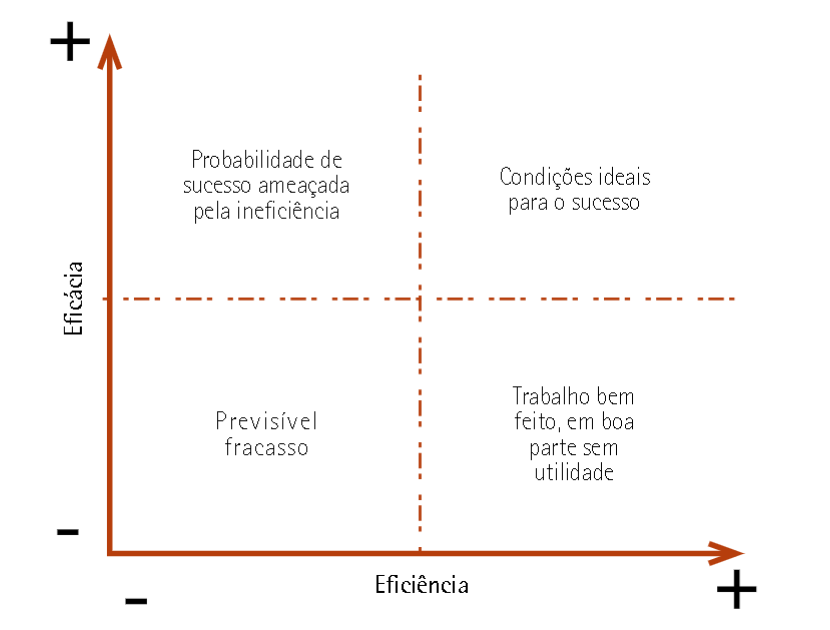 +
Probabilidade de
sucesso ameaçada
pela ineficiência
Condições ideais
para o sucesso
Eficácia
Previsível
fracasso
Trabalho bem
feito, em boa
parte sem
utilidade
-
Eficiência
-
+